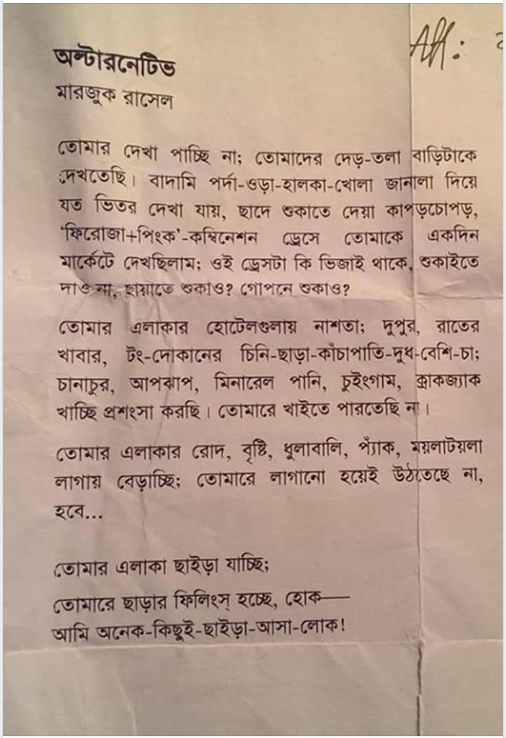 Aff:
অল্টারনেটিভ
মারজুক রাসেল
তোমার দেখা পাচ্ছি না; তোমাদের দেড়-তলা বাড়িটাকে
দেখতেছি। বাদামি পর্দা-ওড়া-হালকা-খোলা জানালা দিয়ে
যত ভিতর দেখা যায়, ছাদে শুকাতে দেয়া কাপড়চোপড়,
‘ফিরোজা+পিংক’-কম্বিনেশন ড্রেসে তোমাকে একদিন
মার্কেটে দেখছিলাম; ওই ড্রেসটা কি ভিজাই থাকে, শুকাইতে
দাও না, ছায়াতে শুকাও? গোপনে শুকাও?
তোমার এলাকার হোটেলগুলায় নাশতা; দুপুর, রাতের
খাবার, টং-দোকানের চিনি-ছাড়া-কাঁচাপাতি-দুধ-বেশি-চা;
চানাচুর, আপঝাপ, মিনারেল পানি, চুইংগাম, ক্রাকজ্যাক
খাচ্ছি প্রশংসা করছি। তোমারে খাইতে পারতেছি না।
তোমার এলাকার রোদ, বৃষ্টি, ধুলাবালি, প্যাঁক, ময়লাটয়লা
লাগায় বেড়াচ্ছি; তোমারে লাগানো হয়েই উঠতেছে না,
হবে...
তোমার এলাকা ছাইড়া যাচ্ছি;
তোমারে ছাড়ার ফিলিংস্ হচ্ছে, হোক—
আমি অনেক-কিছুই-ছাইড়া-আসা-লোক!